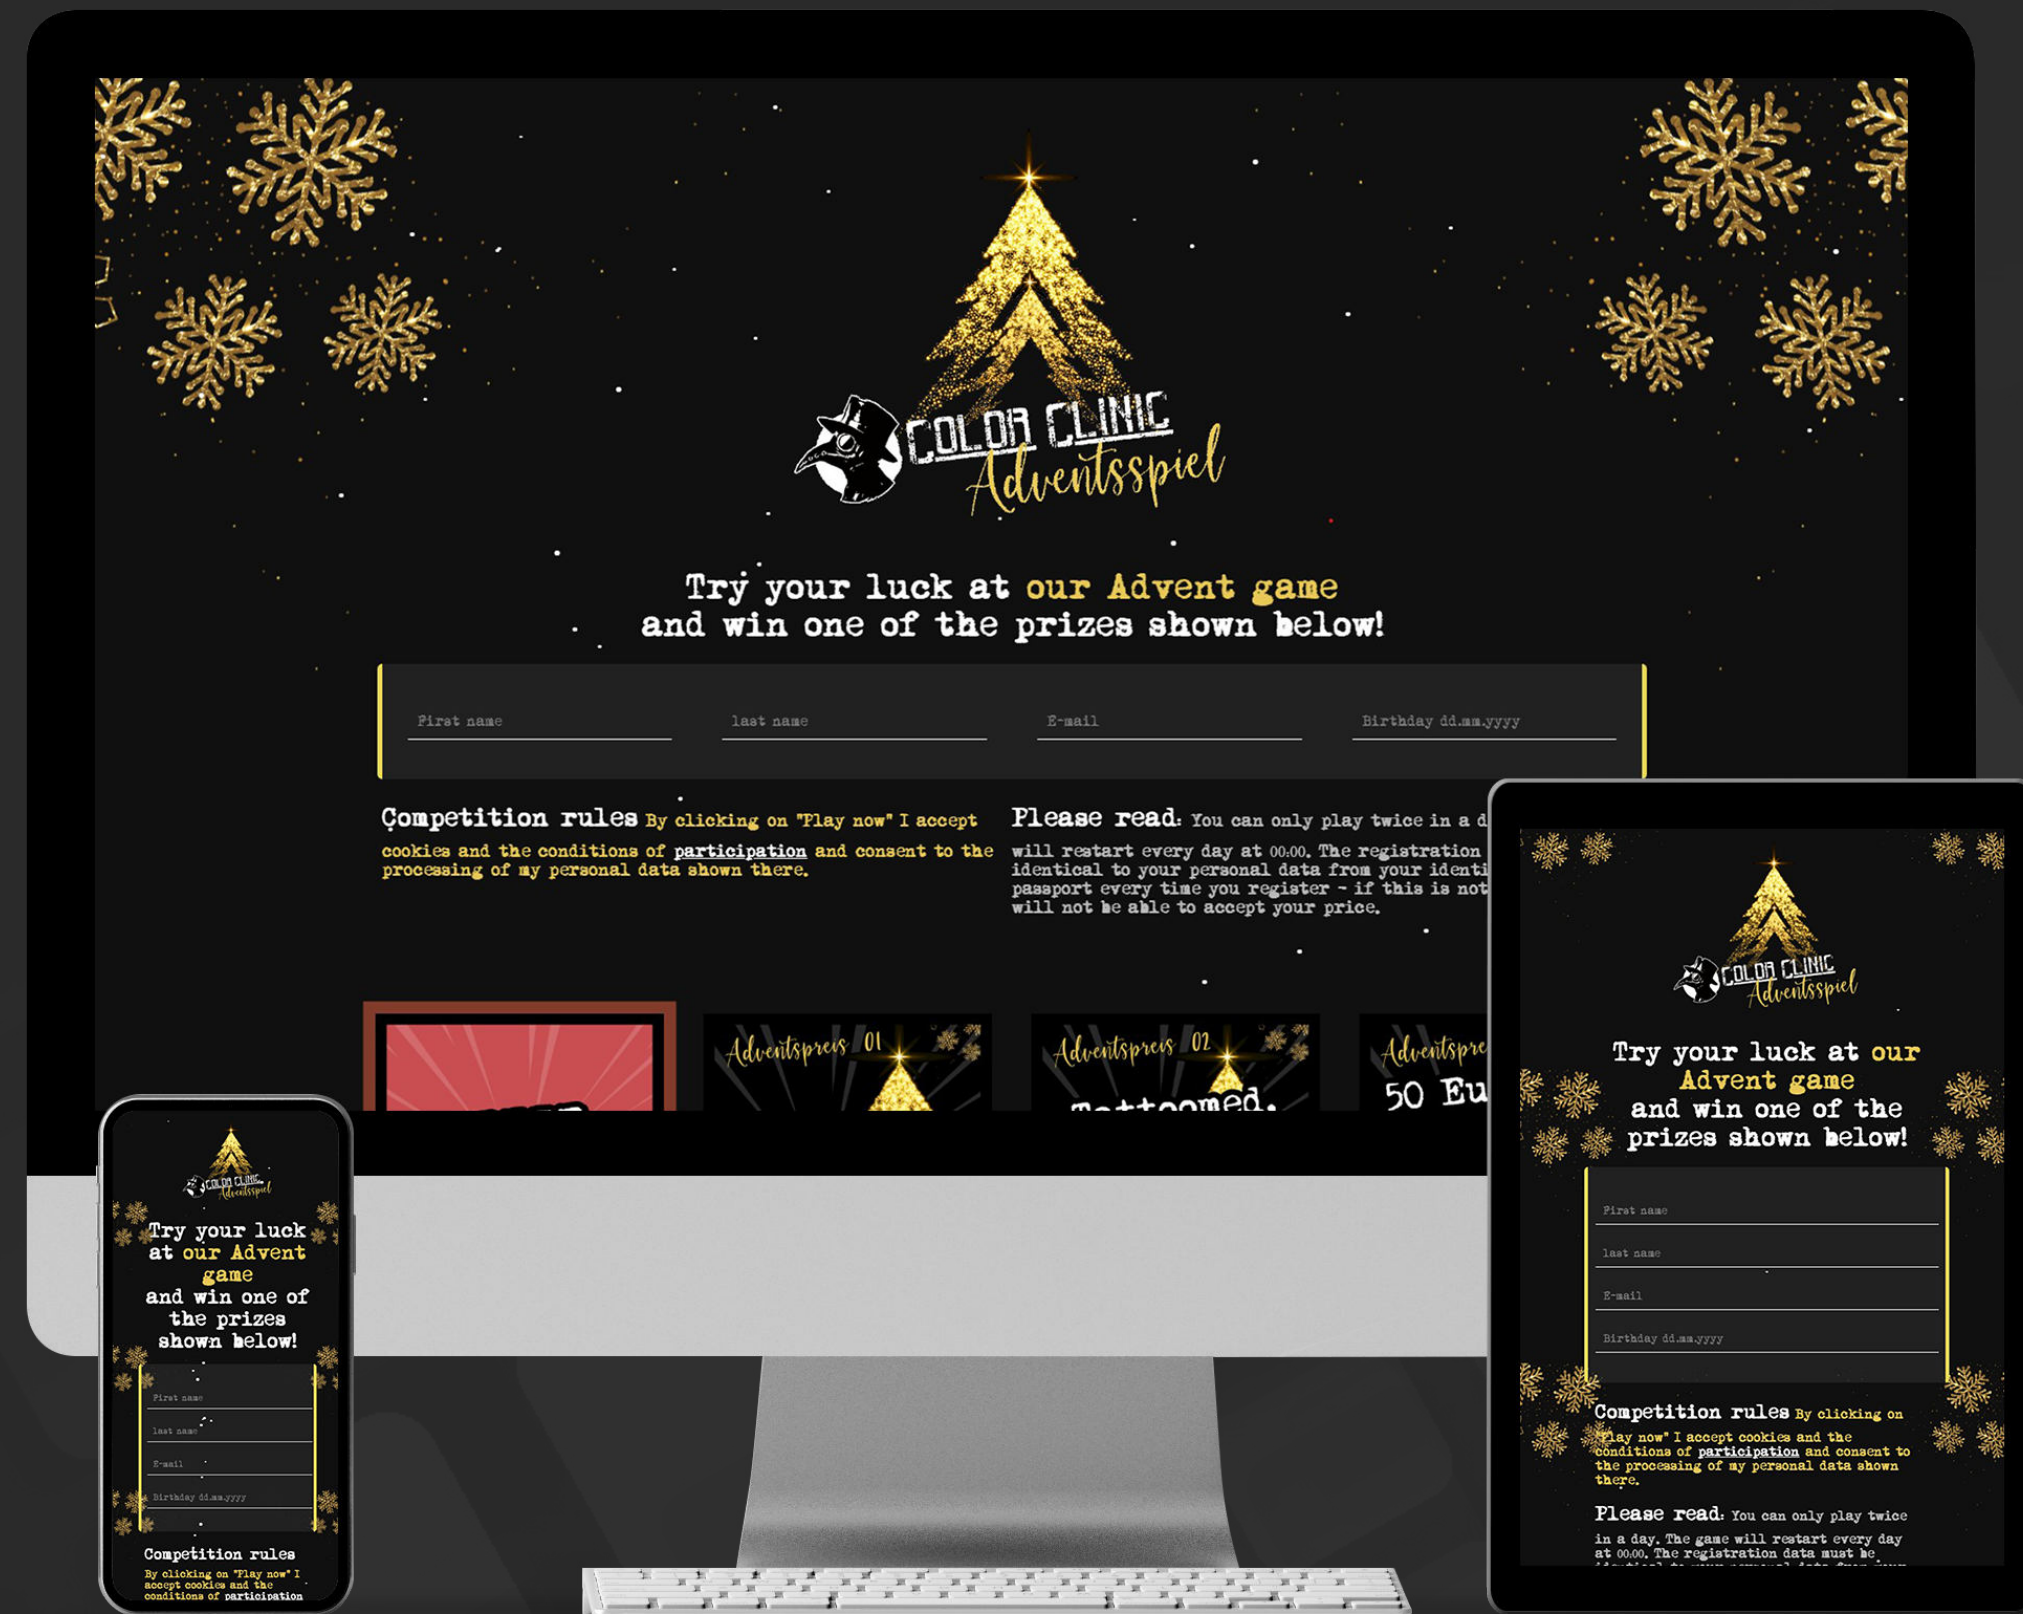 COLOR CLINIC
Adventsspiel
Try your luck at our Advent game
and win one of the prizes shown below!
First name
last name
E-mail
Birthday dd.mm.yyyy
Competition rules By clicking on "Play now" I accept
cookies and the conditions of participation and consent to the
processing of my personal data shown there.
Please read: You can only play twice in a d
will restart every day at 00:00. The registration
identical to your personal data from your identi
passport every time you register - if this is not
will not be able to accept your price.
Adventspreis 01
Adventspreis 02
Tattoomed.
Adventspre
50 Eu
COLOR CLINIC
Adventsspiel
Try your luck
at our Advent
game
and win one of
the prizes
shown below!
First name
last name
E-mail
Birthday dd.mm.yyyy
Competition rules
By clicking on "Play now" I
accept cookies and the
conditions of participation
COLOR CLINIC
Adventsspiel
Try your luck at our
Advent game
and win one of the
prizes shown below!
First name
last name
E-mail
Birthday dd.mm.yyyy
Competition rules By clicking on
"Play now" I accept cookies and the
conditions of participation and consent to
the processing of my personal data shown
there.
Please read: You can only play twice
in a day. The game will restart every day
at 00:00. The registration data must be